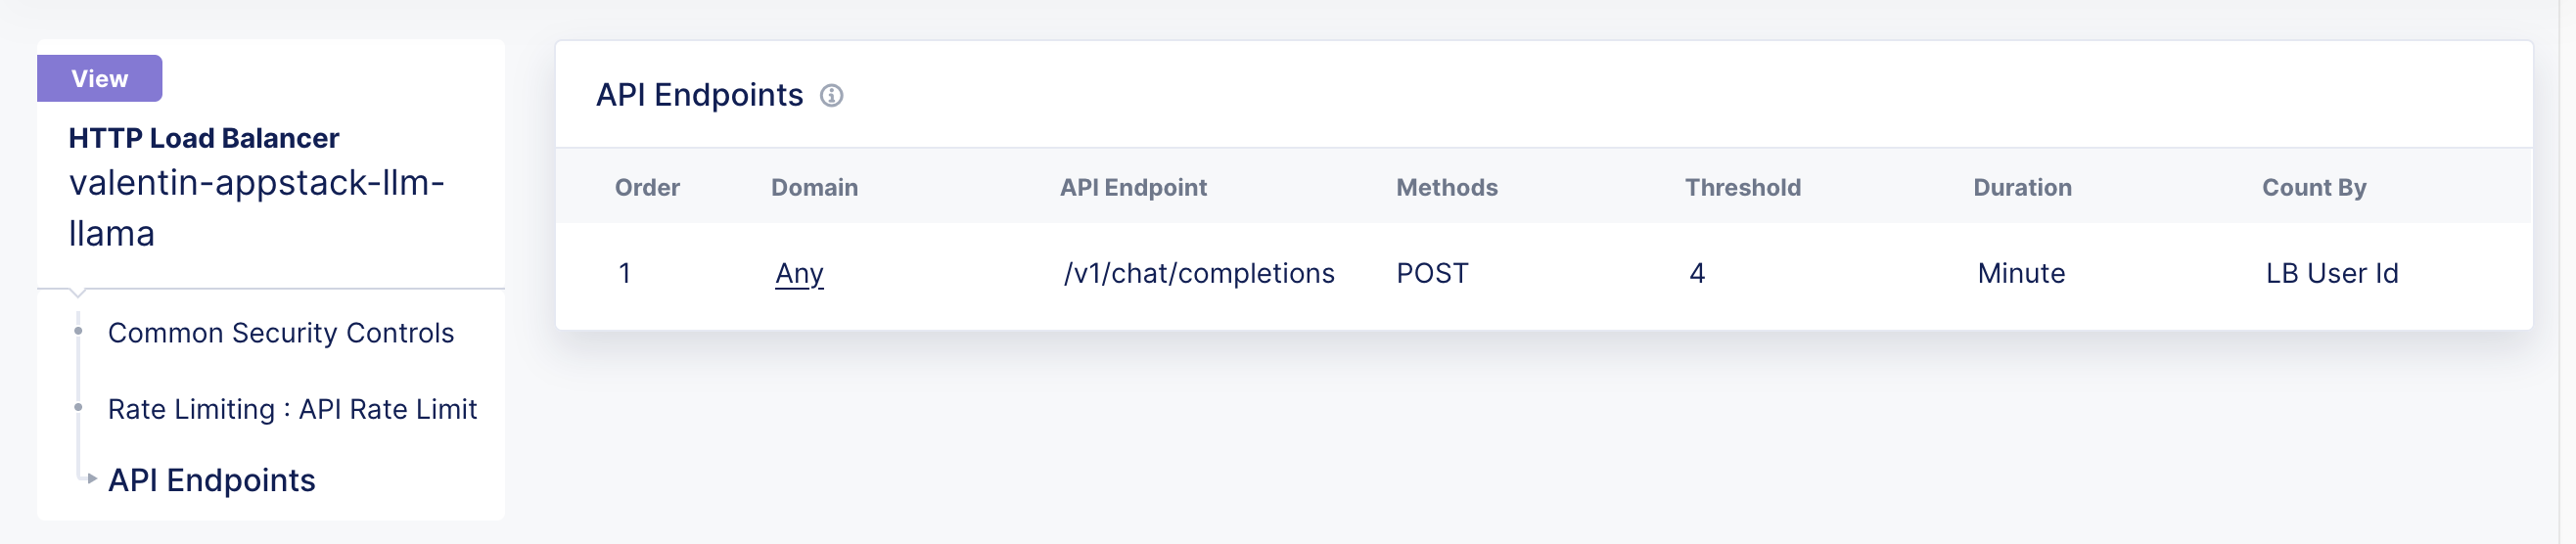 View
HTTP Load Balancer
valentin-appstack-llm-
llama
Common Security Controls
Rate Limiting : API Rate Limit
API Endpoints
API Endpoints
Order Domain API Endpoint Methods Threshold Duration Count By
1 Any /v1/chat/completions POST 4 Minute LB User Id